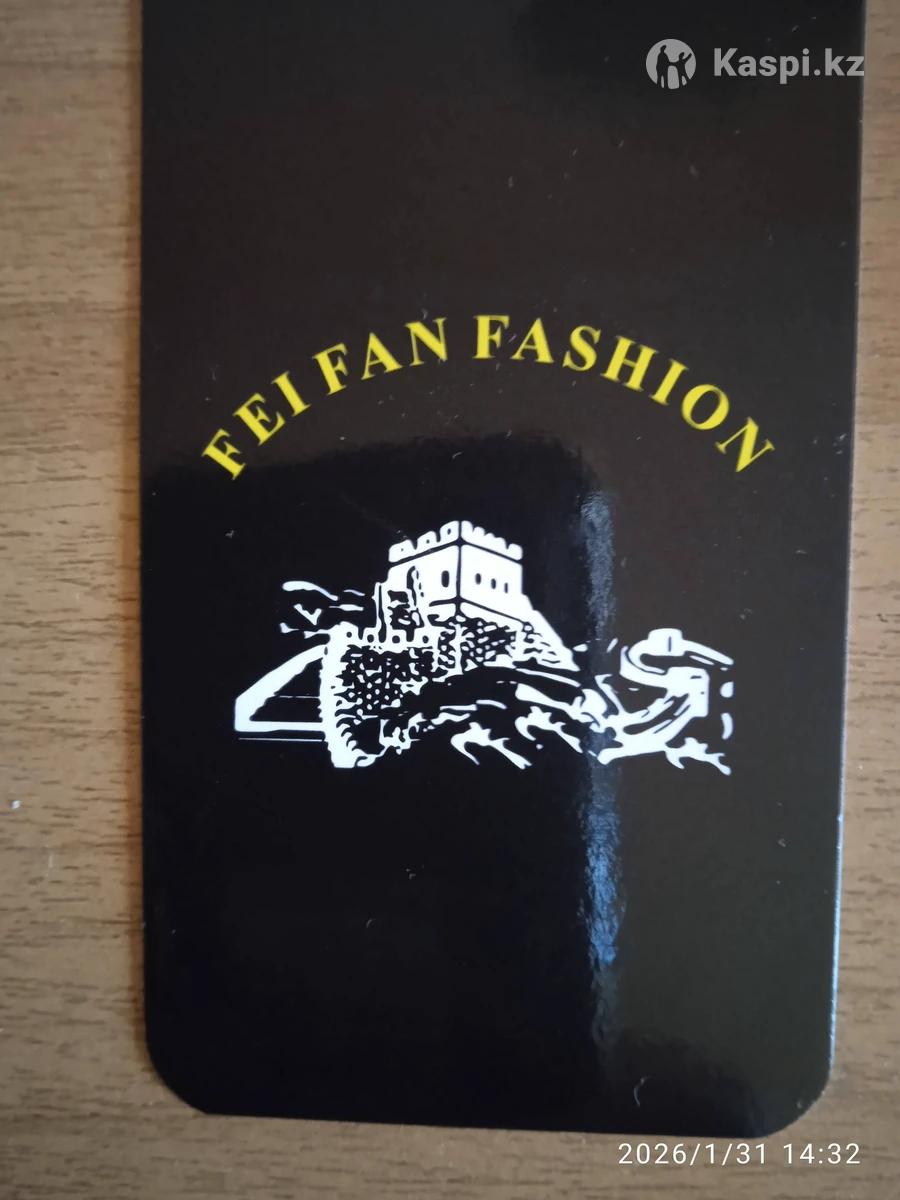 Kaspi.kz
FEI FAN FASHION
2026/1/31 14:32